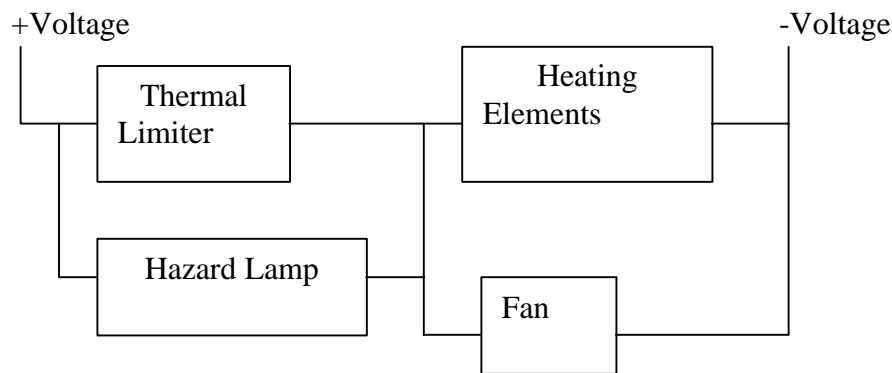 +Voltage
-Voltage
Thermal
Limiter
Heating
Elements
Hazard Lamp
Fan